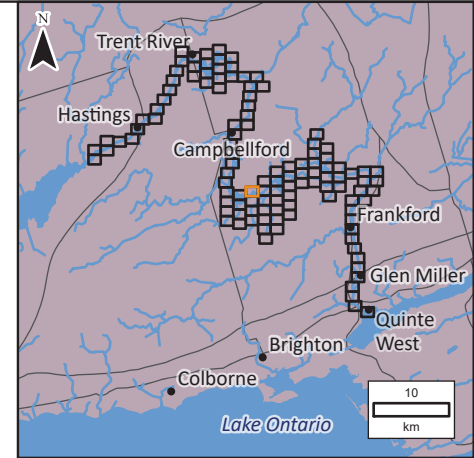 N
Trent River
Hastings
Campbellford
Frankford
Glen Miller
Quinte
West
Brighton
Colborne
Lake Ontario
10
km